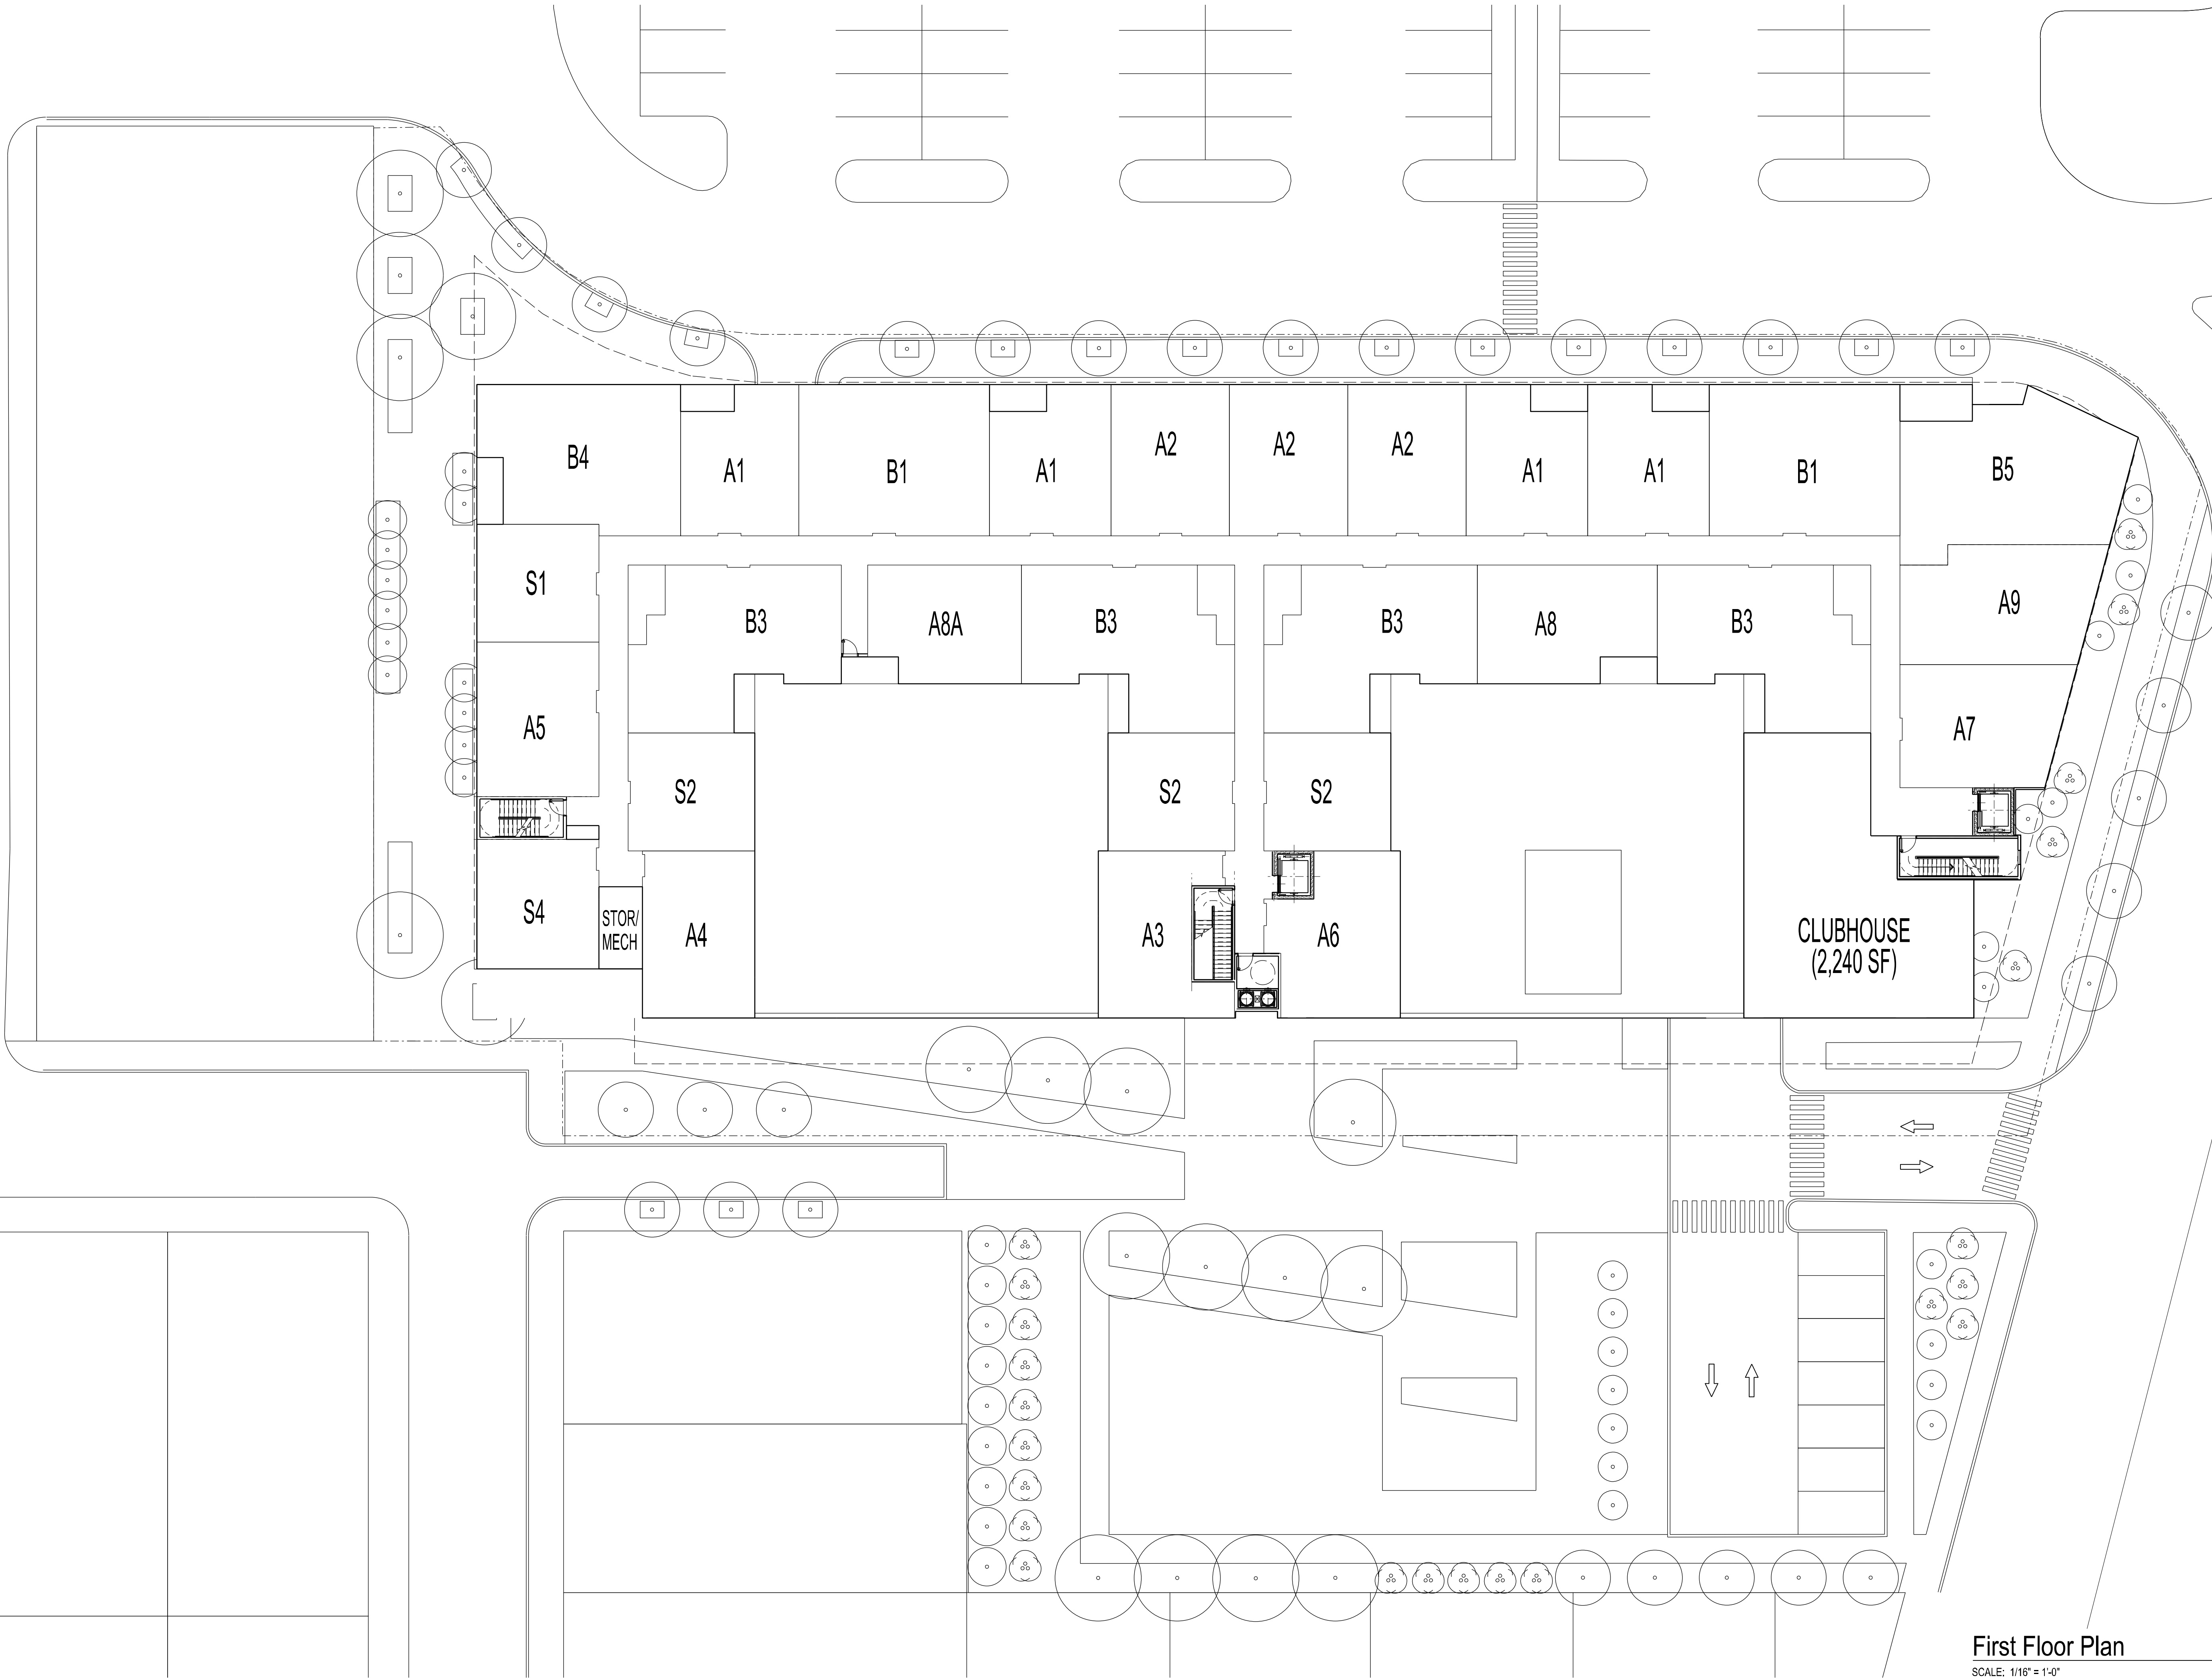 B4
A1
B1
A1
A2
A2
A2
A1
A1
B1
B5
S1
B3
A8A
B3
B3
A8
B3
A9
A5
S2
S2
S2
A7
S4
STOR/
MECH
A4
A3
A6
CLUBHOUSE
(2,240 SF)
First Floor Plan
SCALE: 1/16" = 1'-0"